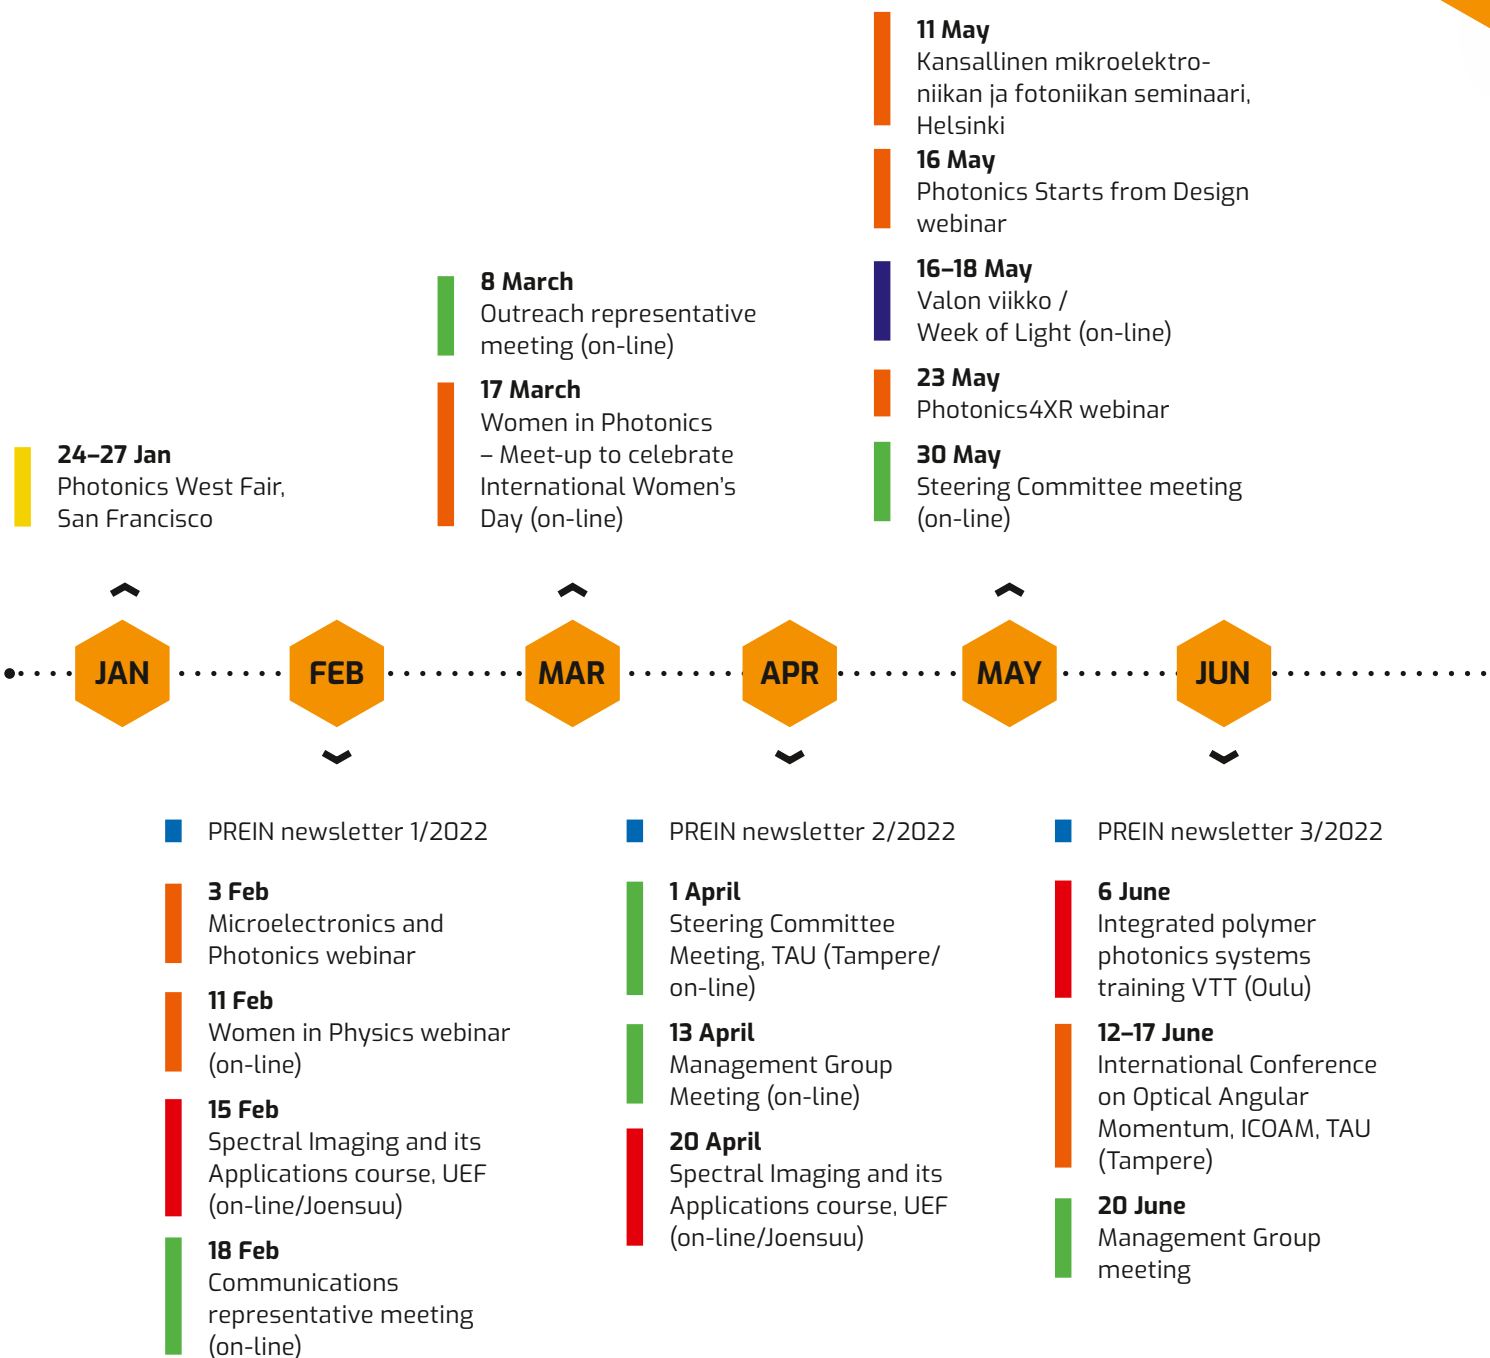 11 May
Kansallinen mikroelektro-
niikan ja fotoniikan seminaari,
Helsinki
16 May
Photonics Starts from Design
webinar
16–18 May
Valon viikko /
Week of Light (on-line)
23 May
Photonics4XR webinar
30 May
Steering Committee meeting
(on-line)
8 March
Outreach representative
meeting (on-line)
17 March
Women in Photonics
– Meet-up to celebrate
International Women’s
Day (on-line)
24–27 Jan
Photonics West Fair,
San Francisco
JAN
FEB
MAR
APR
MAY
JUN
PREIN newsletter 1/2022
3 Feb
Microelectronics and
Photonics webinar
11 Feb
Women in Physics webinar
(on-line)
15 Feb
Spectral Imaging and its
Applications course, UEF
(on-line/Joensuu)
18 Feb
Communications
representative meeting
(on-line)
PREIN newsletter 2/2022
1 April
Steering Committee
Meeting, TAU (Tampere/
on-line)
13 April
Management Group
Meeting (on-line)
20 April
Spectral Imaging and its
Applications course, UEF
(on-line/Joensuu)
PREIN newsletter 3/2022
6 June
Integrated polymer
photonics systems
training VTT (Oulu)
12–17 June
International Conference
on Optical Angular
Momentum, ICOAM, TAU
(Tampere)
20 June
Management Group
meeting